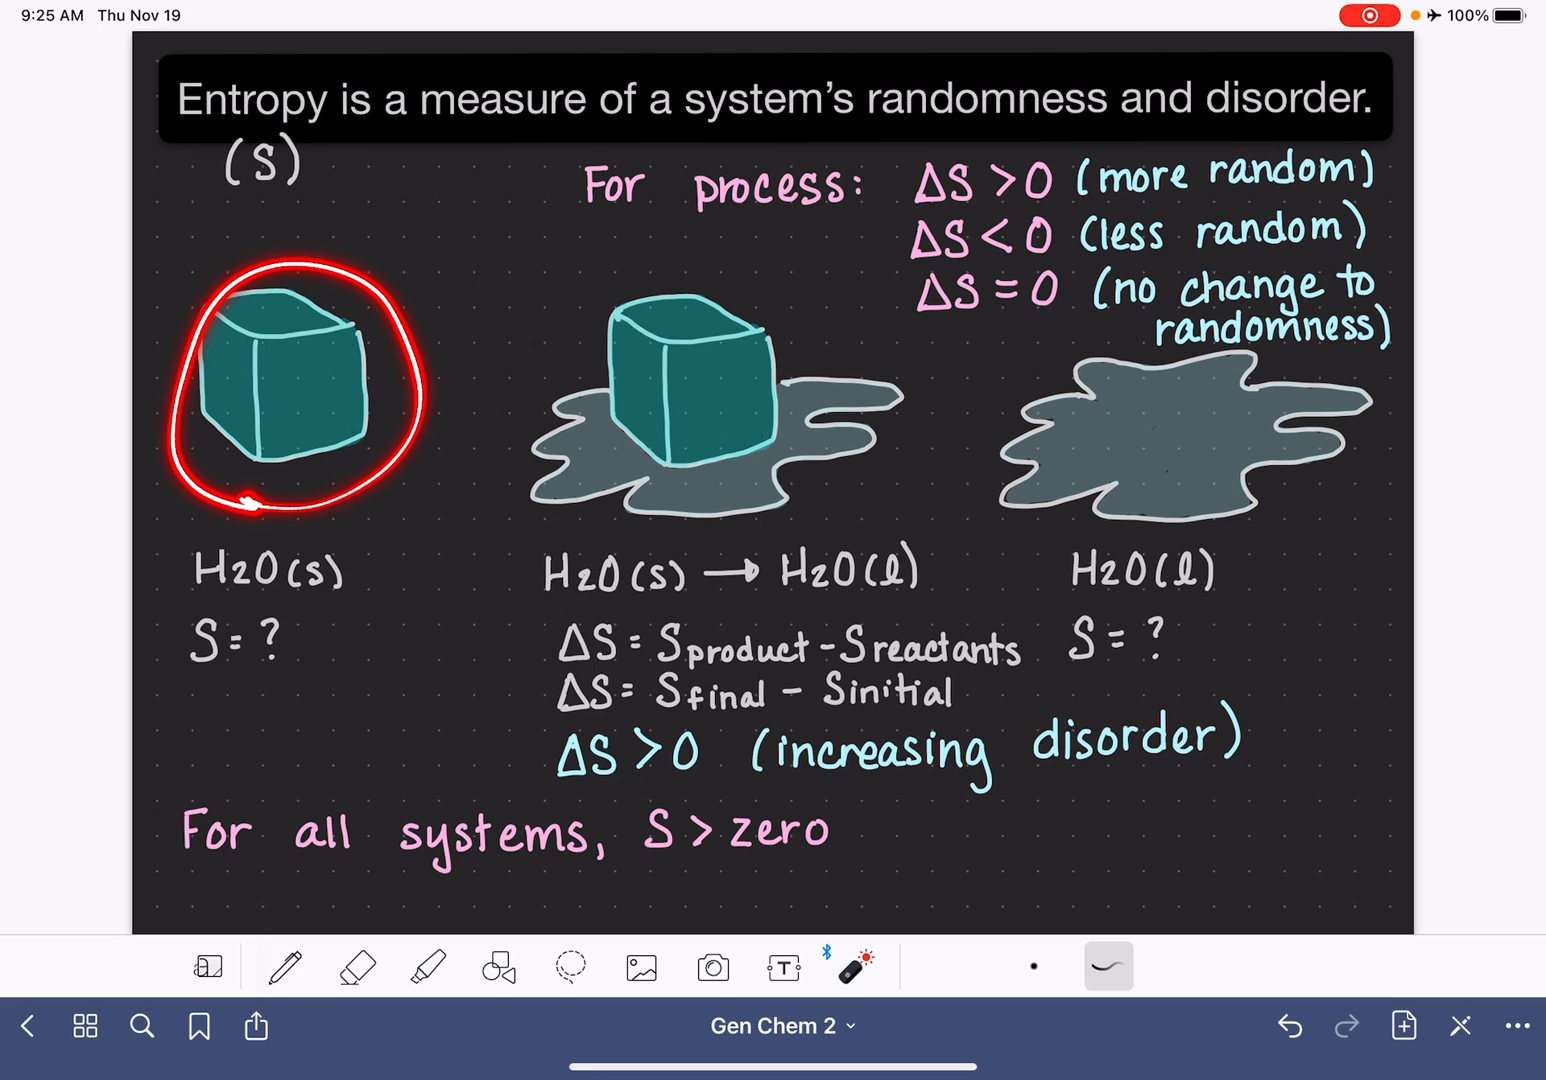 9:25 AM Thu Nov 19
100%
Entropy is a measure of a system's randomness and disorder.
(S)
For process: ΔS > 0 (more random)
ΔS < 0 (less random)
ΔS = 0 (no change to
randomness)
H2O(s)
S = ?
H2O(s) → H2O(l)
ΔS = Sproduct - Sreactants
ΔS = Sfinal - Sinitial
ΔS > 0 (increasing disorder)
H2O(l)
S = ?
For all systems, S > zero
T
Gen Chem 2